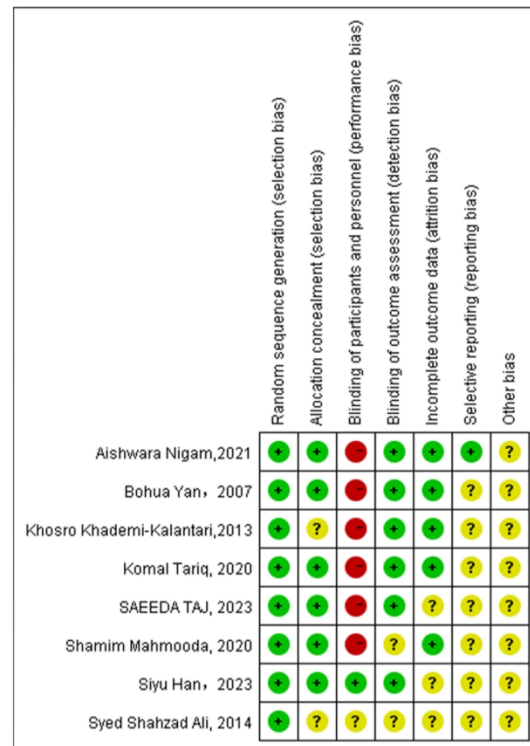 Random sequence generation (selection bias)
Allocation concealment (selection bias)
Blinding of participants and personnel (performance bias)
Blinding of outcome assessment (detection bias)
Incomplete outcome data (attrition bias)
Selective reporting (reporting bias)
Other bias
Aishwara Nigam,2021 + + - + + + ?
Bohua Yan，2007 + + - + + ? ?
Khosro Khademi-Kalantari,2013 + ? - + + ? ?
Komal Tariq, 2020 + + - + + ? ?
SAEEDA TAJ, 2023 + + - + ? ? ?
Shamim Mahmooda, 2020 + + - ? + ? ?
Siyu Han，2023 + + + + ? ? ?
Syed Shahzad Ali, 2014 + ? ? ? ? ? ?